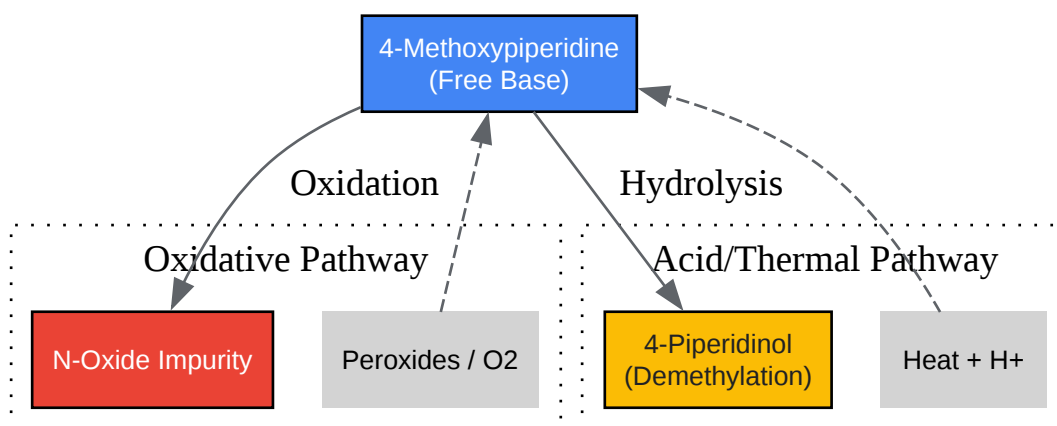 4-Methoxypiperidine
(Free Base)
Oxidation
Hydrolysis
Oxidative Pathway
Acid/Thermal Pathway
N-Oxide Impurity
Peroxides / O2
4-Piperidinol
(Demethylation)
Heat + H+